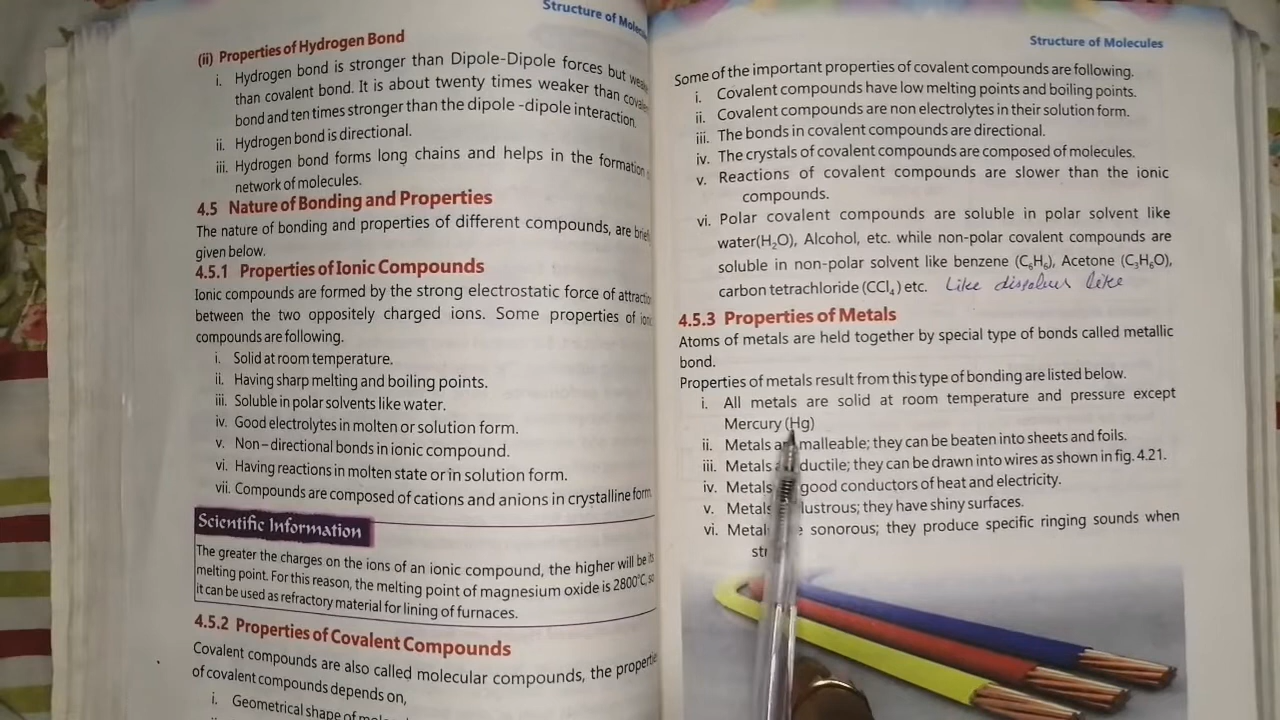 Structure of
(ii) Properties of Hydrogen Bond
i. Hydrogen bond is stronger than Dipole-Dipole forces but
than covalent bond. It is about twenty times weaker than
bond and ten times stronger than the dipole -dipole interaction.
ii. Hydrogen bond is directional.
iii. Hydrogen bond forms long chains and helps in the formation
network of molecules.
4.5 Nature of Bonding and Properties
The nature of bonding and properties of different compounds, are
given below.
4.5.1 Properties of Ionic Compounds
Ionic compounds are formed by the strong electrostatic force of
between the two oppositely charged ions. Some properties of
compounds are following.
i. Solid at room temperature.
ii. Having sharp melting and boiling points.
iii. Soluble in polar solvents like water.
iv. Good electrolytes in molten or solution form.
v. Non-directional bonds in ionic compound.
vi. Having reactions in molten state or in solution form.
vii. Compounds are composed of cations and anions in crystalline form
Scientific Information
The greater the charges on the ions of an ionic compound, the higher will be
melting point. For this reason, the melting point of magnesium oxide is 2800°C,
it can be used as refractory material for lining of furnaces.
4.5.2 Properties of Covalent Compounds
Covalent compounds are also called molecular compounds, the
of covalent compounds depends on,
i. Geometrical shape of
Structure of Molecules
Some of the important properties of covalent compounds are following.
i. Covalent compounds have low melting points and boiling points.
ii. Covalent compounds are non electrolytes in their solution form.
iii. The bonds in covalent compounds are directional.
iv. The crystals of covalent compounds are composed of molecules.
v. Reactions of covalent compounds are slower than the ionic
compounds.
vi. Polar covalent compounds are soluble in polar solvent like
water(H₂O), Alcohol, etc. while non-polar covalent compounds are
soluble in non-polar solvent like benzene (C₆H₆), Acetone (C₃H₆O),
carbon tetrachloride (CCl₄) etc. Like dissolves like
4.5.3 Properties of Metals
Atoms of metals are held together by special type of bonds called metallic
bond.
Properties of metals result from this type of bonding are listed below.
i. All metals are solid at room temperature and pressure except
Mercury (Hg)
ii. Metals malleable; they can be beaten into sheets and foils.
iii. Metals ductile; they can be drawn into wires as shown in fig. 4.21.
iv. Metals good conductors of heat and electricity.
v. Metals lustrous; they have shiny surfaces.
vi. sonorous; they produce specific ringing sounds when